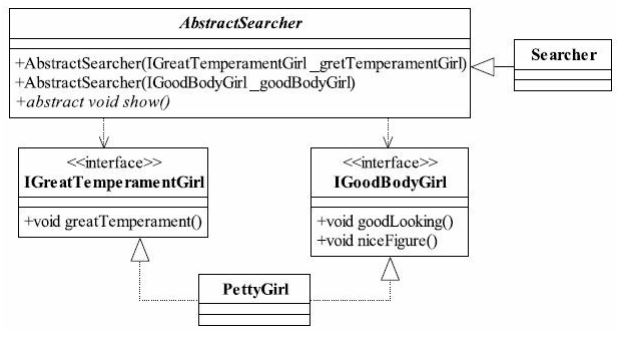 AbstractSearcher
+AbstractSearcher(IGreatTemperamentGirl _gretTemperamentGirl)
+AbstractSearcher(IGoodBodyGirl _goodBodyGirl)
+abstract void show()
Searcher
<<interface>>
IGreatTemperamentGirl
+void greatTemperament()
<<interface>>
IGoodBodyGirl
+void goodLooking()
+void niceFigure()
PettyGirl